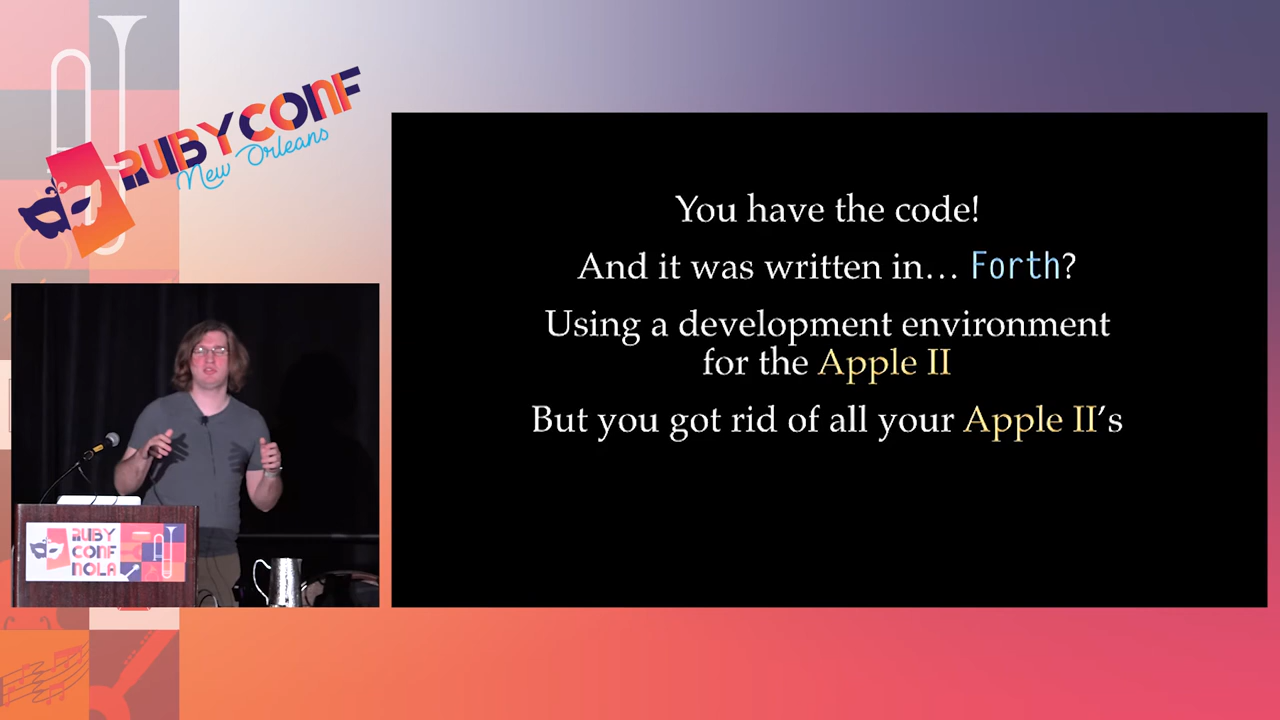 RUBYCONF
New Orleans
You have the code!
And it was written in… Forth?
Using a development environment
for the Apple II
But you got rid of all your Apple II’s
RUBY
CONF
NOLA